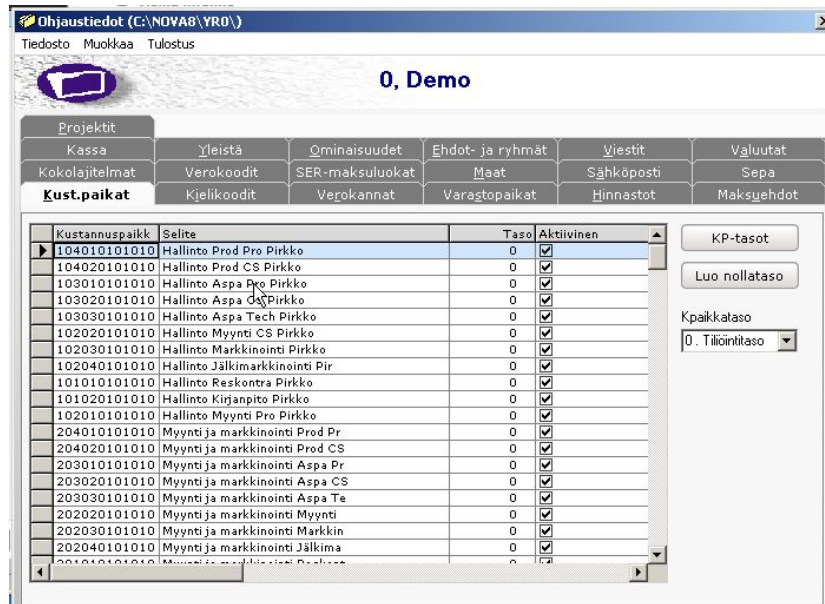 Ohjaustiedot (C:\NOVA8\YR0\)
Tiedosto Muokkaa Tulostus
0, Demo
Projektit
Kassa Yleistä Ominaisuudet Ehdot- ja ryhmät Viestit Valuutat
Kokolajitelmat Verokoodit SER-maksuluokat Maat Sähköposti Sepa
Kust.paikat Kielikoodit Verokannat Varastopaikat Hinnastot Maksuehdot
Kustannuspaikk Selite Taso Aktiivinen
104010101010 Hallinto Prod Pro Pirkko 0
104020101010 Hallinto Prod CS Pirkko 0
103010101010 Hallinto Aspa Pro Pirkko 0
103020101010 Hallinto Aspa CS Pirkko 0
103030101010 Hallinto Aspa Tech Pirkko 0
102020101010 Hallinto Myynti CS Pirkko 0
102030101010 Hallinto Markkinointi Pirkko 0
102040101010 Hallinto Jälkimarkkinointi Pir 0
101010101010 Hallinto Reskontra Pirkko 0
101020101010 Hallinto Kirjanpito Pirkko 0
102010101010 Hallinto Myynti Pro Pirkko 0
204010101010 Myynti ja markkinointi Prod Pr 0
204020101010 Myynti ja markkinointi Prod CS 0
203010101010 Myynti ja markkinointi Aspa Pr 0
203020101010 Myynti ja markkinointi Aspa CS 0
203030101010 Myynti ja markkinointi Aspa Te 0
202020101010 Myynti ja markkinointi Myynti 0
202030101010 Myynti ja markkinointi Markkin 0
202040101010 Myynti ja markkinointi Jälkima 0
KP-tasot
Luo nollataso
Kpaikkataso
0 . Tiliöintitaso